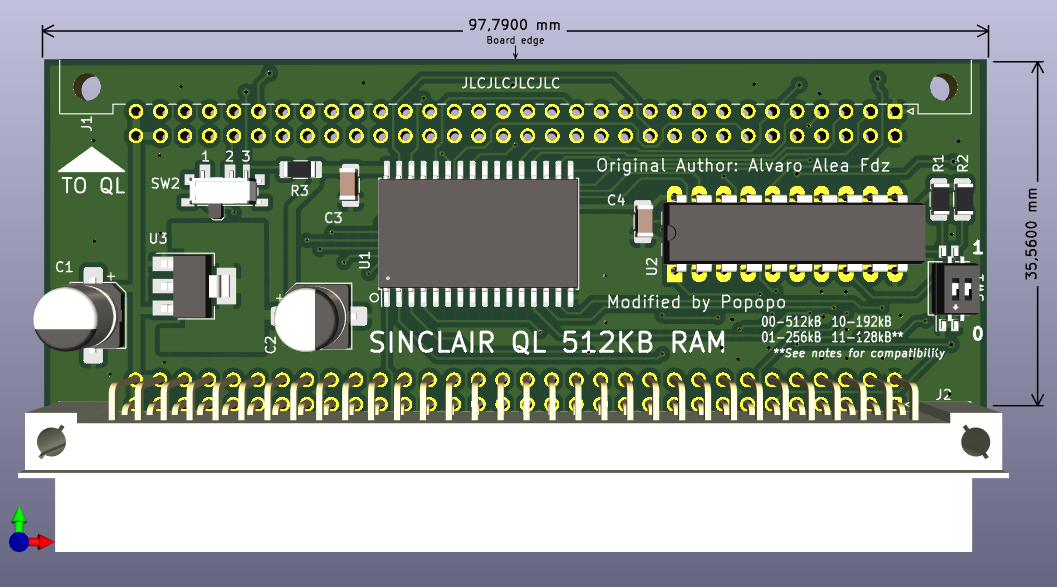 97,7900 mm
Board edge
JLCJLCJLCJLC
J1
TO QL
1 2 3
SW2
R3
C3
Original Author: Alvaro Alea Fdz
R1
R2
C4
35,5600 mm
U3
U1
U2
1
C1
+
+
C2
Modified by Popopo
SINCLAIR QL 512KB RAM
00-512kB 10-192kB
01-256kB 11-128kB**
**See notes for compatibility
0
J2